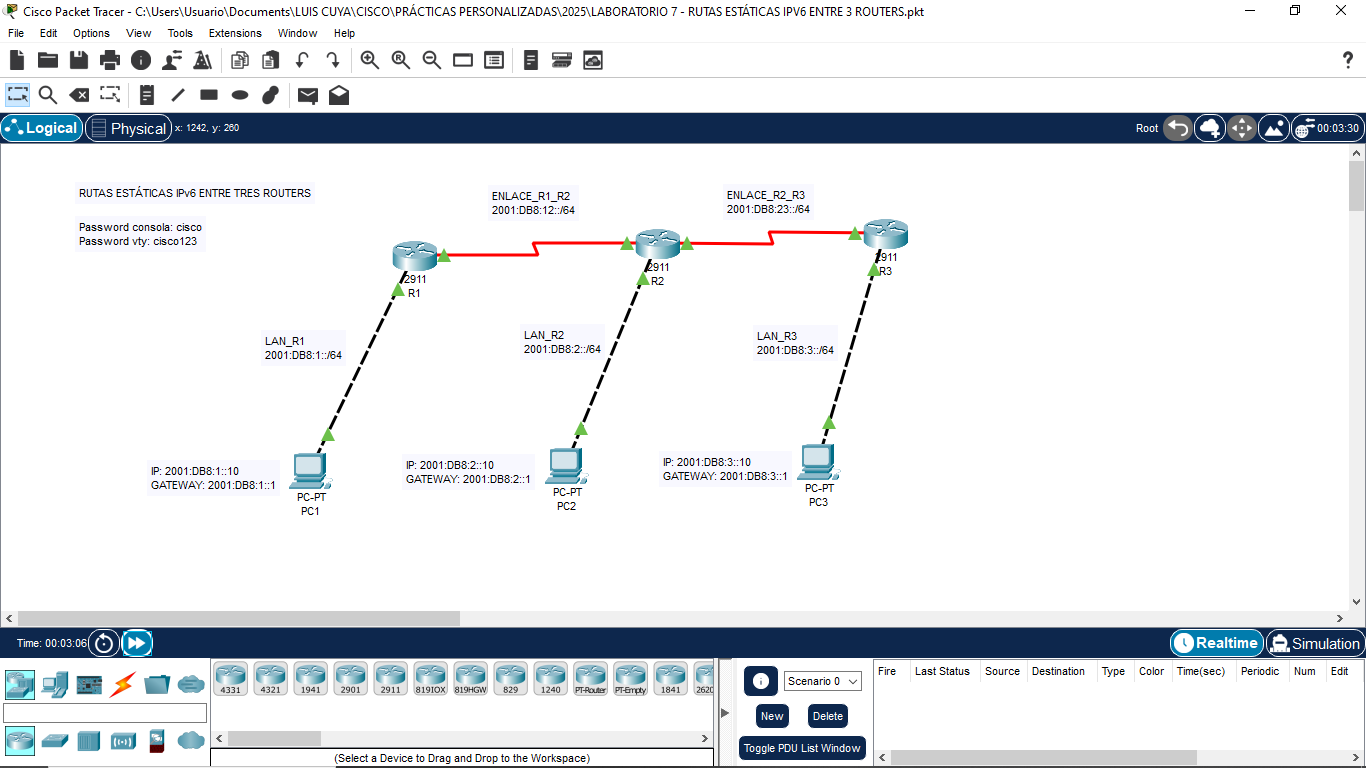 Cisco Packet Tracer - C:\Users\Usuario\Documents\LUIS CUYA\CISCO\PRÁCTICAS PERSONALIZADAS\2025\LABORATORIO 7 - RUTAS ESTÁTICAS IPV6 ENTRE 3 ROUTERS.pkt
File Edit Options View Tools Extensions Window Help
Logical Physical x: 1242, y: 260 Root 00:03:30
RUTAS ESTÁTICAS IPv6 ENTRE TRES ROUTERS
Password consola: cisco
Password vty: cisco123
ENLACE_R1_R2
2001:DB8:12::/64
ENLACE_R2_R3
2001:DB8:23::/64
2911
R1
2911
R2
2911
R3
LAN_R1
2001:DB8:1::/64
LAN_R2
2001:DB8:2::/64
LAN_R3
2001:DB8:3::/64
IP: 2001:DB8:1::10
GATEWAY: 2001:DB8:1::1
PC-PT
PC1
IP: 2001:DB8:2::10
GATEWAY: 2001:DB8:2::1
PC-PT
PC2
IP: 2001:DB8:3::10
GATEWAY: 2001:DB8:3::1
PC-PT
PC3
Time: 00:03:06 Realtime Simulation
4331 4321 1941 2901 2911 819IOX 819HGW 829 1240 PT-Router PT-Empty 1841 2620
(Select a Device to Drag and Drop to the Workspace)
Scenario 0
New Delete
Toggle PDU List Window
Fire Last Status Source Destination Type Color Time(sec) Periodic Num Edit